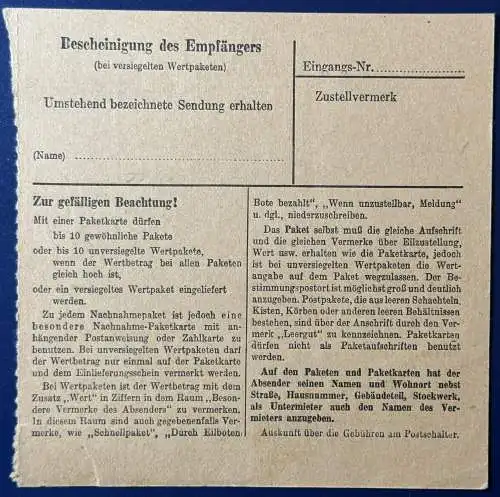 Bescheinigung des Empfängers
(bei versiegelten Wertpaketen)
Umstehend bezeichnete Sendung erhalten
(Name)
Eingangs-Nr.
Zustellvermerk
Zur gefälligen Beachtung!
Mit einer Paketkarte dürfen
bis 10 gewöhnliche Pakete
oder bis 10 unversiegelte Wertpakete,
wenn der Wertbetrag bei allen Paketen
gleich hoch ist,
oder ein versiegeltes Wertpaket eingeliefert
werden.
Zu jedem Nachnahmepaket ist jedoch eine
besondere Nachnahme-Paketkarte mit an-
hängender Postanweisung oder Zahlkarte zu
benutzen. Bei unversiegelten Wertpaketen darf
der Wertbetrag nur einmal auf der Paketkarte
und dem Einlieferungsschein vermerkt werden.
Bei Wertpaketen ist der Wertbetrag mit dem
Zusatz „Wert" in Ziffern in dem Raum „Beson-
dere Vermerke des Absenders" zu vermerken.
In diesem Raum sind auch gegebenenfalls Ver-
merke, wie „Schnellpaket", „Durch Eilboten
Bote bezahlt", „Wenn unzustellbar, Meldung"
u. dgl., niederzuschreiben.
Das Paket selbst muß die gleiche Aufschrift
und die gleichen Vermerke über Eilzustellung,
Wert usw. erhalten wie die Paketkarte, jedoch
ist bei unversiegelten Wertpaketen die Wert-
angabe auf dem Paket wegzulassen. Der Be-
stimmungspostort ist möglichst groß und deutlich
anzugeben. Postpakete, die aus leeren Schachteln,
Kisten, Körben oder anderen leeren Behältnissen
bestehen, sind über der Anschrift durch den Ver-
merk „Leergut" zu kennzeichnen. Paketkarten
dürfen nicht als Paketaufschriften benutzt
werden.
Auf den Paketen und Paketkarten hat der
Absender seinen Namen und Wohnort nebst
Straße, Hausnummer, Gebäudeteil, Stockwerk,
als Untermieter auch den Namen des Ver-
mieters anzugeben.
Auskunft über die Gebühren am Postschalter.